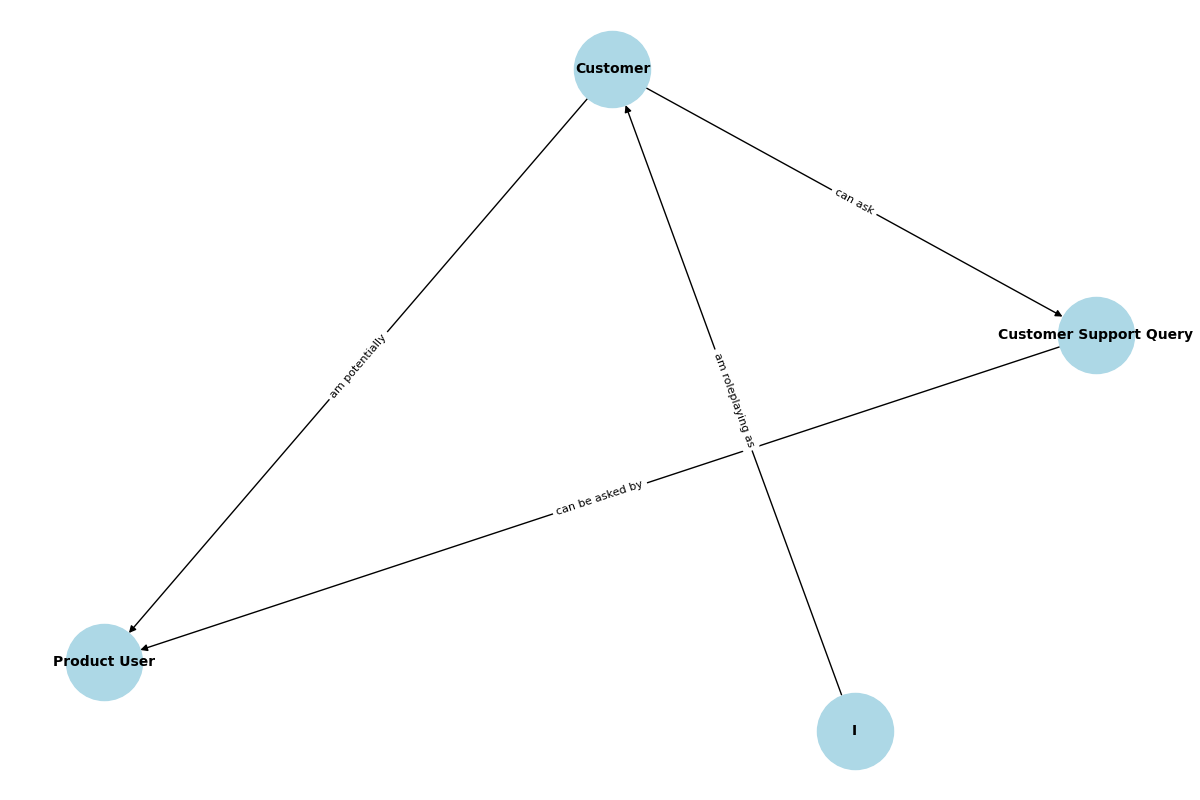 Customer
can ask
Customer Support Query
am potentially
am roleplaying as
can be asked by
Product User
I